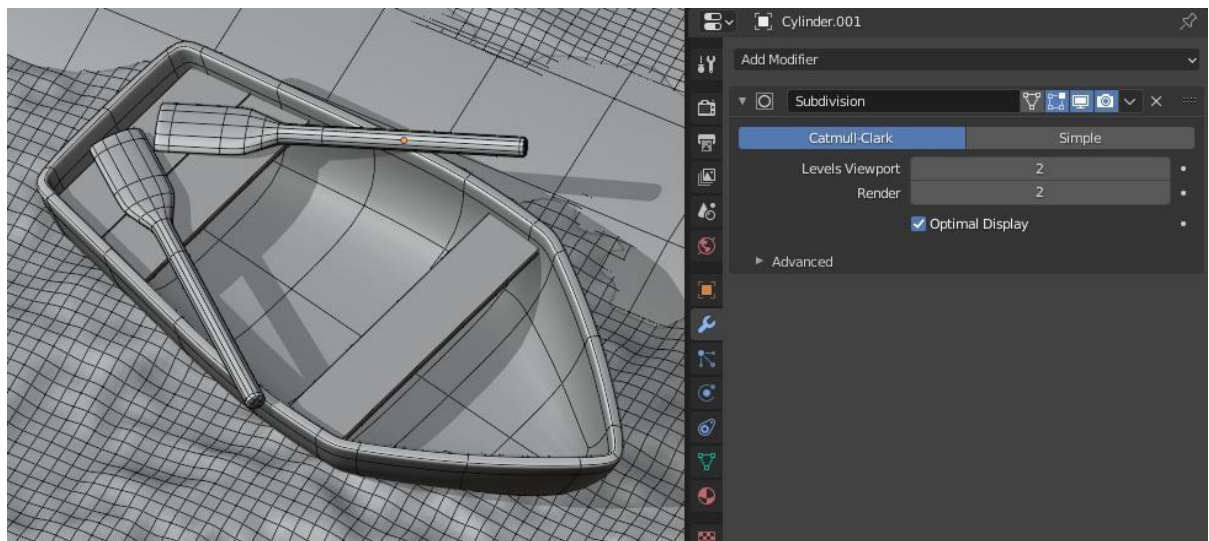 Cylinder.001
Add Modifier
Subdivision
Catmull-Clark Simple
Levels Viewport 2
Render 2
Optimal Display
Advanced